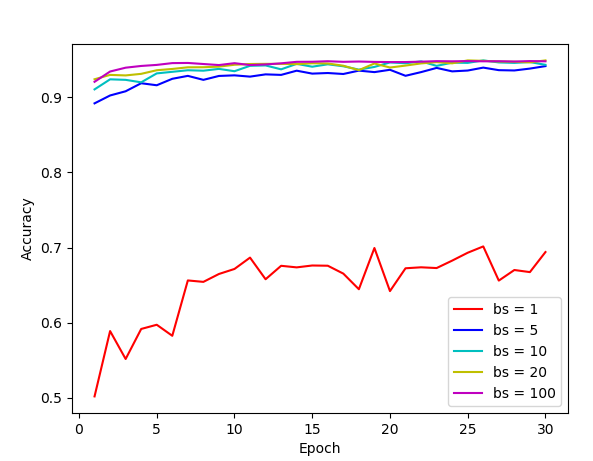 0.9
0.8
0.7
0.6
0.5
Accuracy
0 5 10 15 20 25 30
Epoch
bs = 1
bs = 5
bs = 10
bs = 20
bs = 100